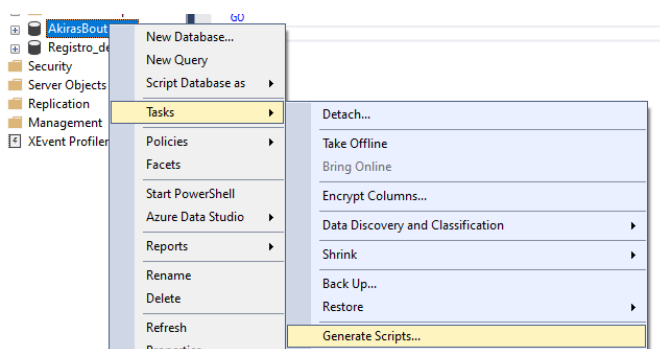 GO
AkirasBout
Registro_de
Security
Server Objects
Replication
Management
XEvent Profiler
New Database...
New Query
Script Database as
Tasks
Policies
Facets
Start PowerShell
Azure Data Studio
Reports
Rename
Delete
Refresh
Detach...
Take Offline
Bring Online
Encrypt Columns...
Data Discovery and Classification
Shrink
Back Up...
Restore
Generate Scripts...